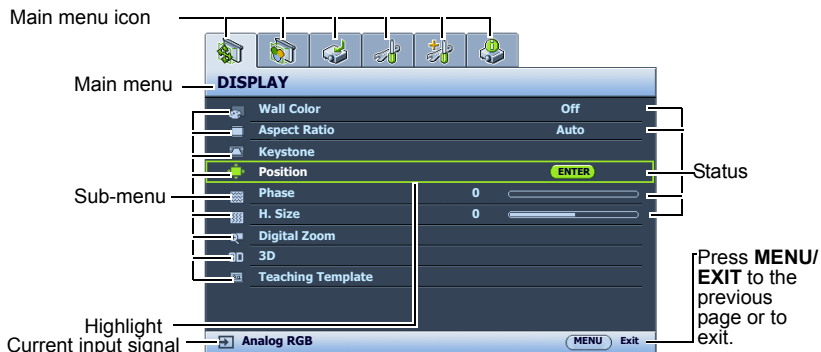 Main menu icon
Main menu
DISPLAY
Wall Color Off
Aspect Ratio Auto
Keystone
Position ENTER
Status
Sub-menu
Phase 0
H. Size 0
Digital Zoom
3D 3D
Teaching Template
Press MENU/
EXIT to the
previous
page or to
exit.
Highlight
Current input signal
Analog RGB MENU Exit